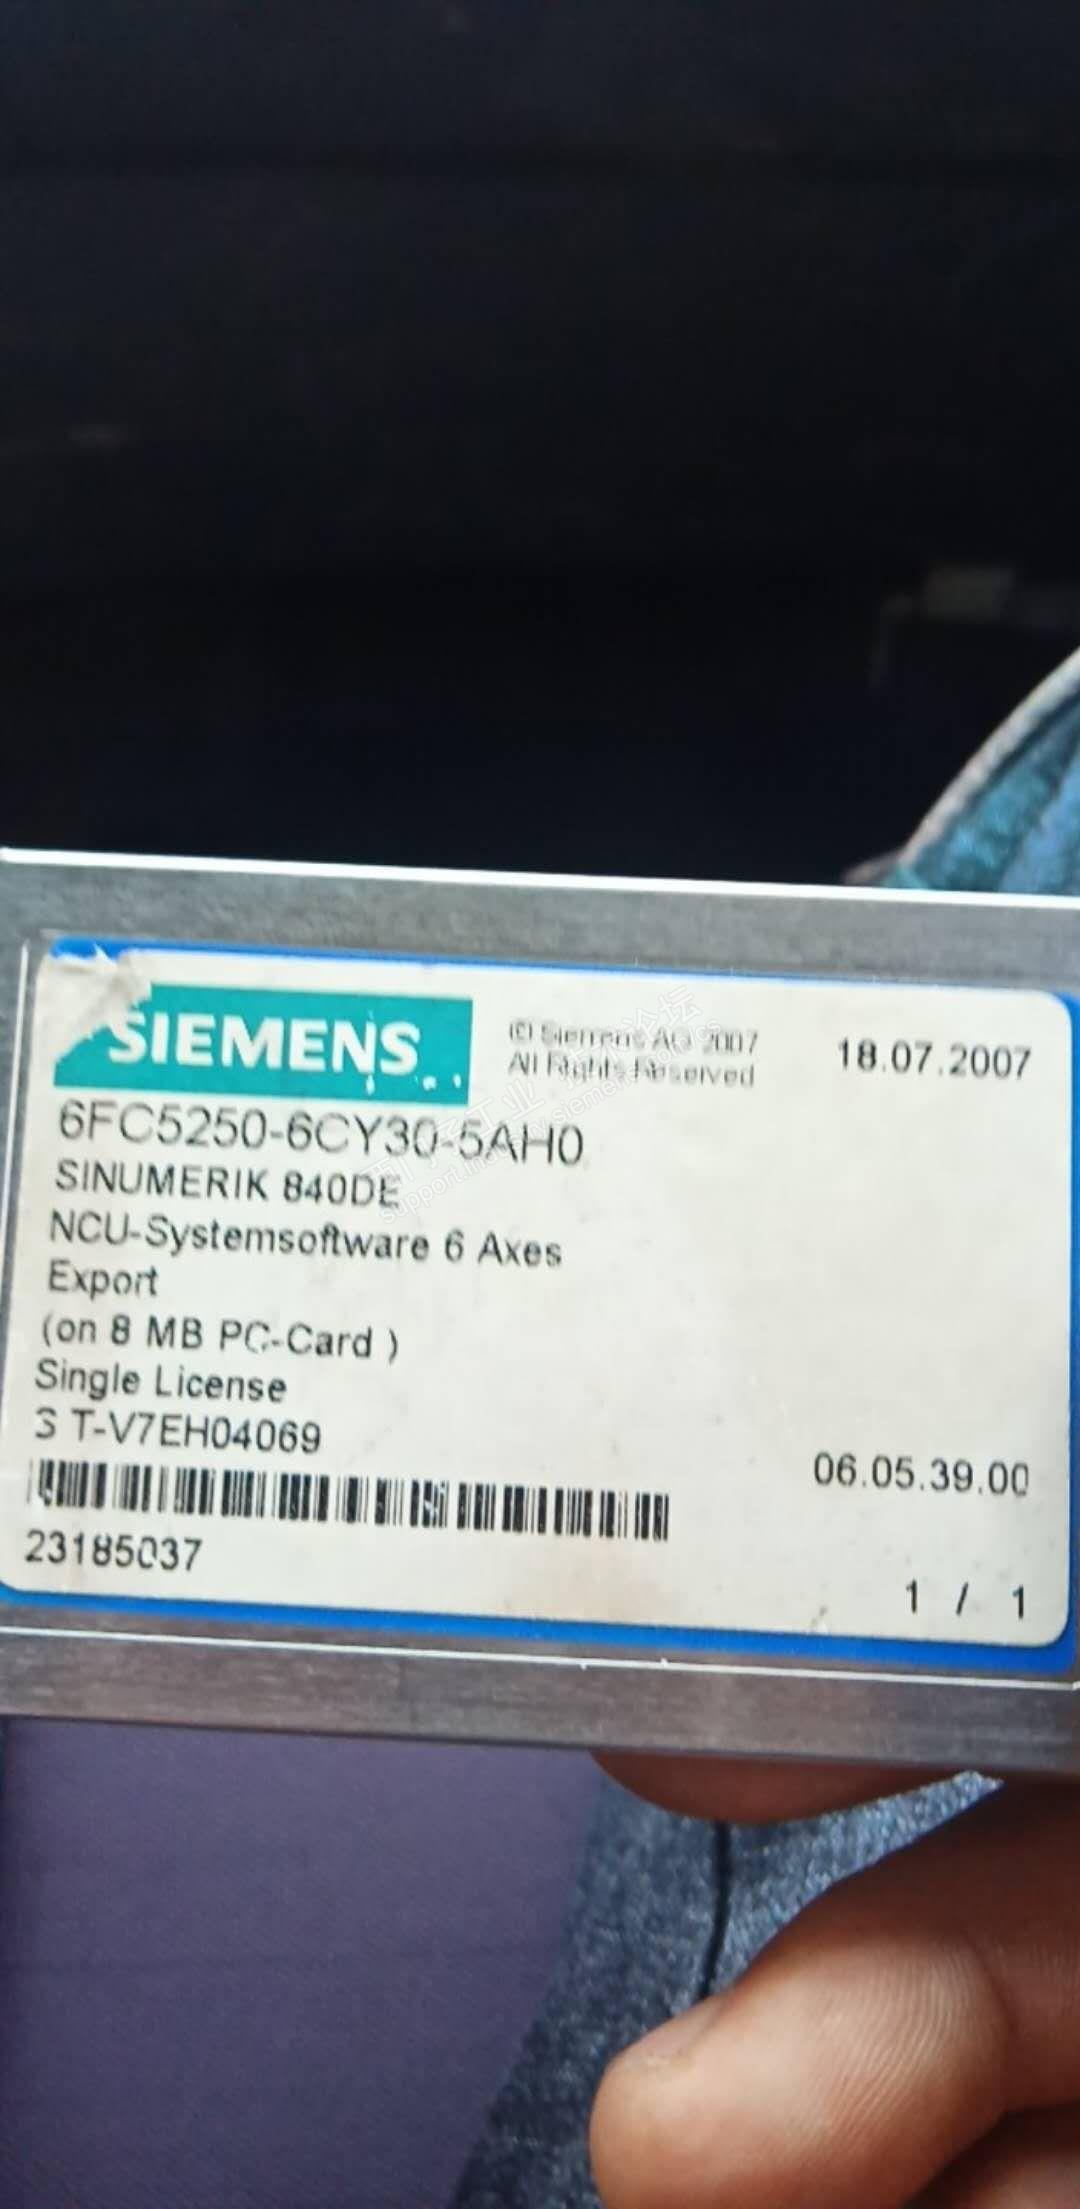 SIEMENS
© Siemens AG 2007
All Rights Reserved
18.07.2007
6FC5250-6CY30-5AH0
SINUMERIK 840DE
NCU-Systemsoftware 6 Axes
Export
(on 8 MB PC-Card )
Single License
S T-V7EH04069
06.05.39.00
23185037
1 / 1